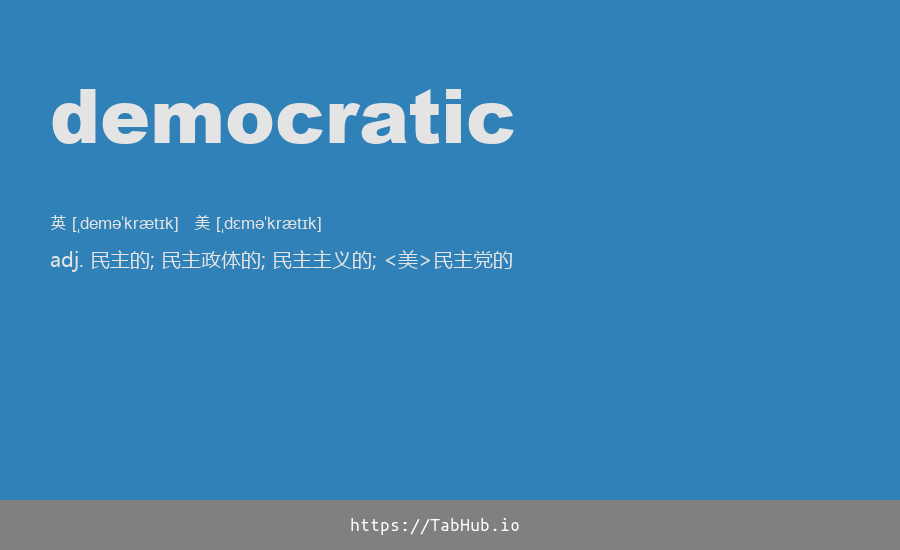 democratic
英 [ˌdeməˈkrætɪk]   美 [ˌdɛməˈkrætɪk]
adj. 民主的; 民主政体的; 民主主义的; <美>民主党的
https://TabHub.io